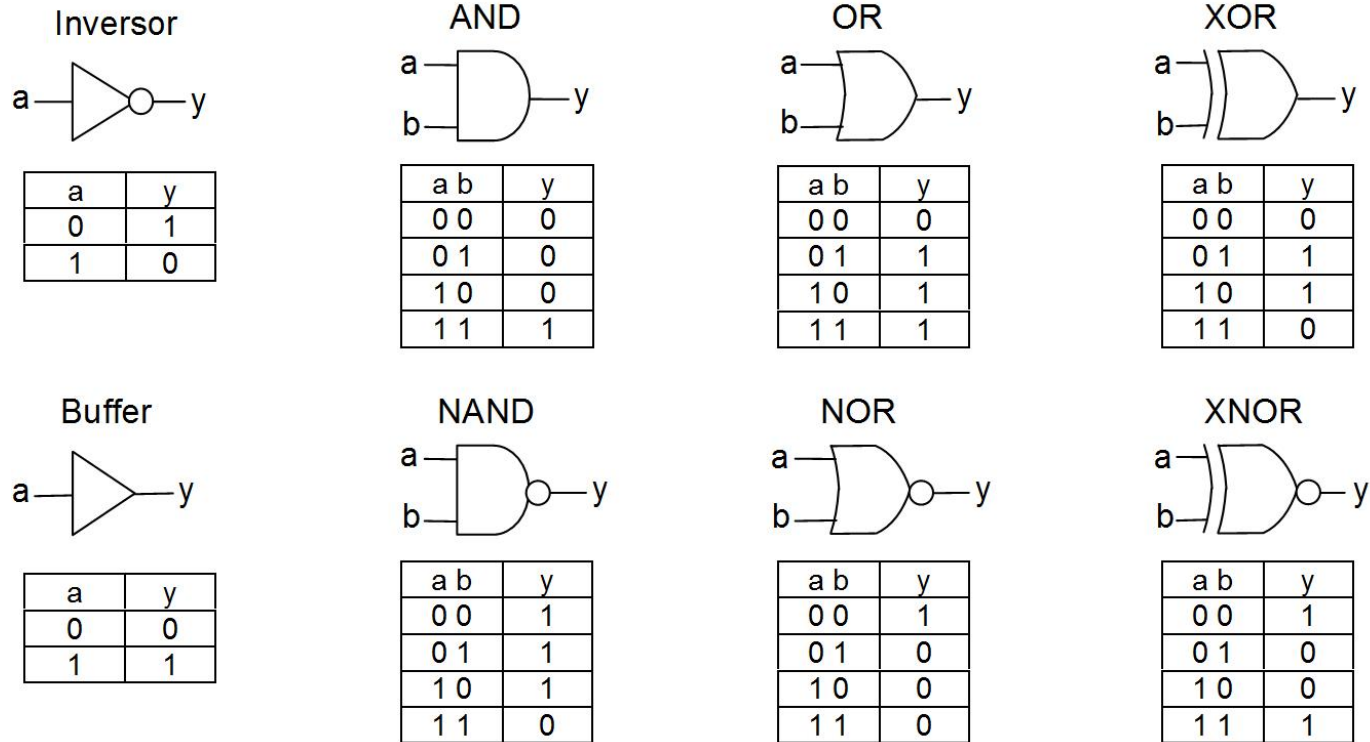 Inversor AND OR XOR
a y a b y a b y a b y
a y a b y a b y a b y
0 1 0 0 0 0 0 0 0 0 0
1 0 0 1 0 0 1 1 0 1 1
1 0 0 1 0 1 1 0 1
1 1 1 1 1 1 1 1 0
Buffer NAND NOR XNOR
a y a b y a b y a b y
a y a b y a b y a b y
0 0 0 0 1 0 0 1 0 0 1
1 1 0 1 1 0 1 0 0 1 0
1 0 1 1 0 0 1 0 0
1 1 0 1 1 0 1 1 1